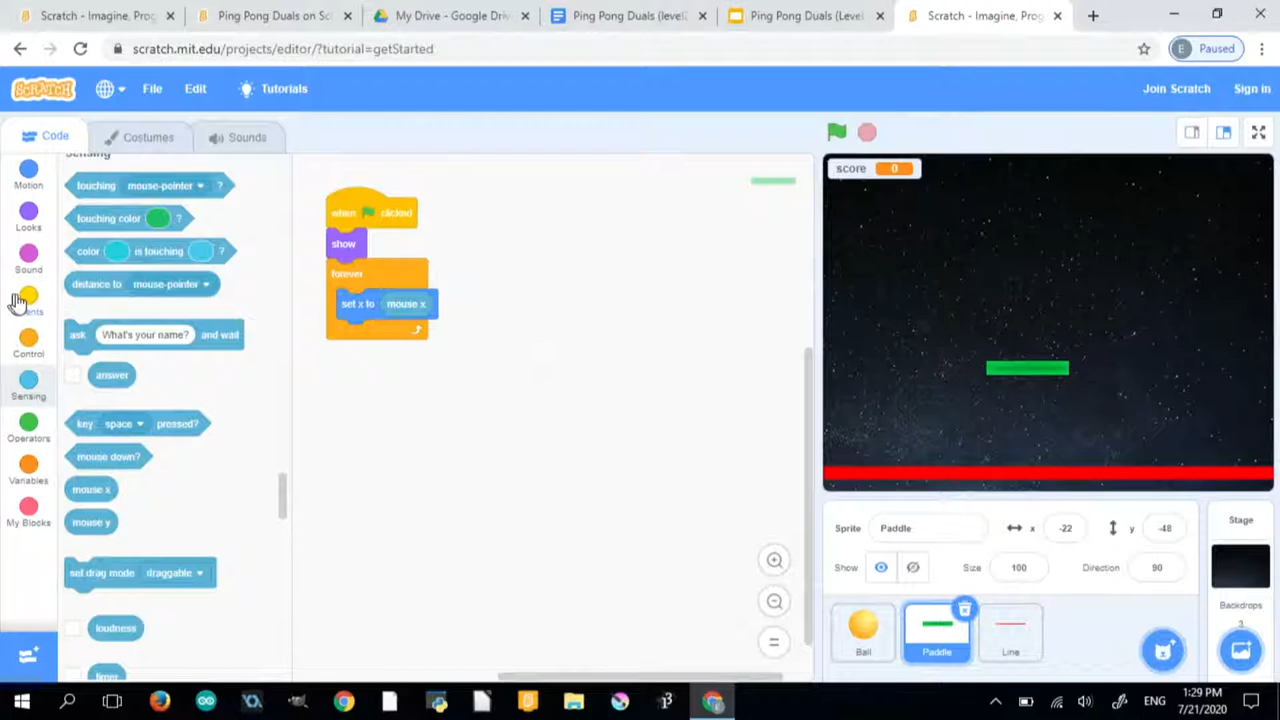 Scratch - Imagine, Prog
Ping Pong Duals on Sc
My Drive - Google Driv
Ping Pong Duals (level
Ping Pong Duals (Level
Scratch - Imagine, Prog
scratch.mit.edu/projects/editor/?tutorial=getStarted
E Paused
SCRATCH
File
Edit
Tutorials
Join Scratch
Sign in
Code
Costumes
Sounds
Motion
Looks
Sound
Control
Sensing
Operators
Variables
My Blocks
Sensing
touching mouse-pointer ?
touching color ?
color is touching ?
distance to mouse-pointer
ask What's your name? and wait
answer
key space pressed?
mouse down?
mouse x
mouse y
set drag mode draggable
loudness
timer
when clicked
show
forever
set x to mouse x
score 0
Sprite Paddle x -22 y -48
Show Size 100 Direction 90
Ball
Paddle
Line
Stage
Backdrops
3
ENG
1:29 PM
7/21/2020